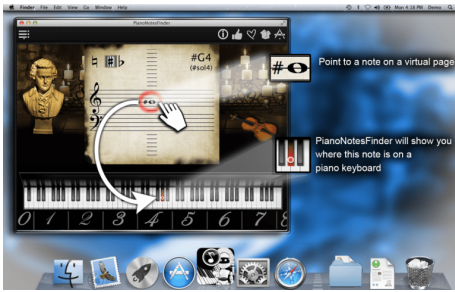 Finder File Edit View Go Window Help
Mon 4:18 PM Demo
PianoNotesFinder
#G4
(#sol4)
Point to a note on a virtual page
PianoNotesFinder will show you
where this note is on a
piano keyboard
0 1 2 3 4 5 6 7 8